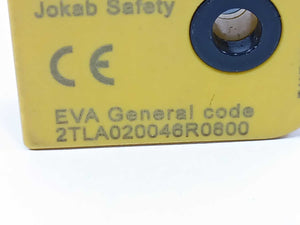 Jokab Safety
CE
EVA General code
2TLA020046R0800